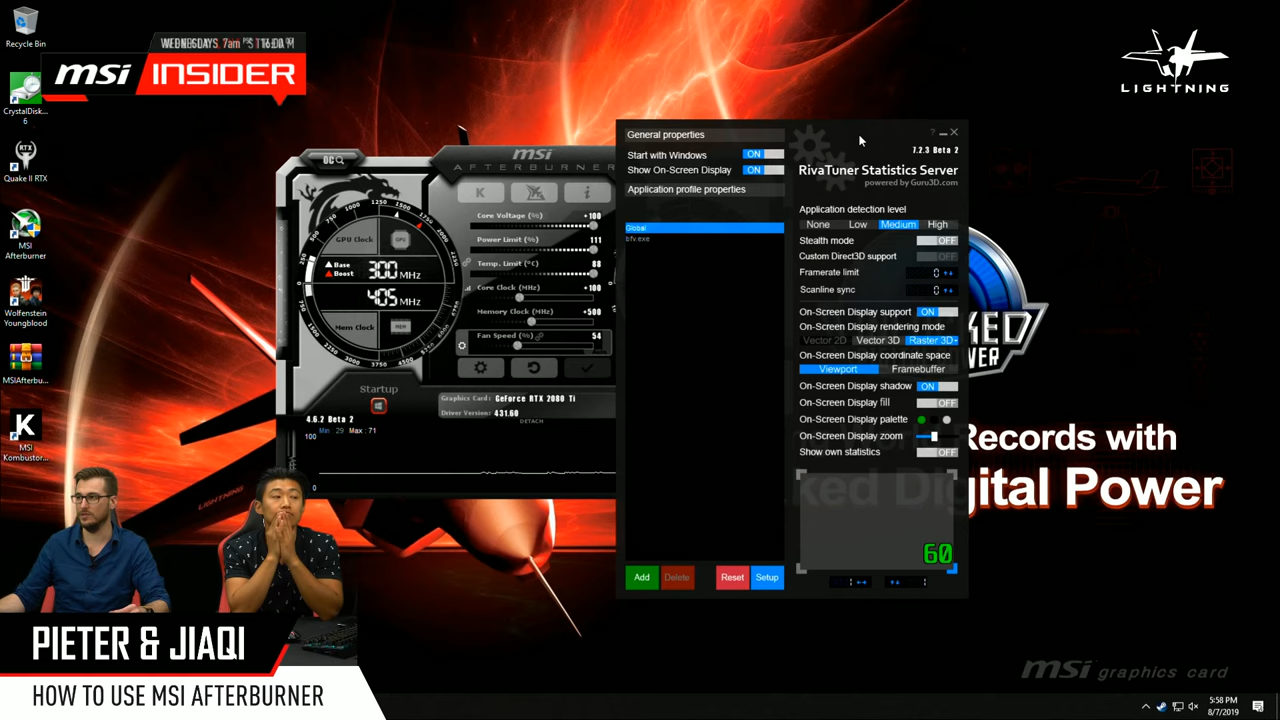 Recycle Bin
WEDNESDAYS 7am
msi INSIDER
CrystalDisk...
6
Quake II RTX
MSI
Afterburner
Wolfenstein
Youngblood
MSIAfterbu...
MSI
Kombustor...
LIGHTNING
OC
msi
AFTERBURNER
K
i
GPU Clock
GPU
Base
Boost
300 MHz
405 MHz
Mem Clock
MEM
Core Voltage (%) +100
Power Limit (%) 111
Temp. Limit (°C) 88
Core Clock (MHz) +100
Memory Clock (MHz) +500
Fan Speed (%) 54
Startup
Graphics Card: GeForce RTX 2080 Ti
Driver Version: 431.60
DETACH
4.6.2 Beta 2
Min : 29 Max : 71
100
0
General properties
Start with Windows ON
Show On-Screen Display ON
Application profile properties
Global
bfv.exe
Add Delete Reset Setup
?
7.2.3 Beta 2
RivaTuner Statistics Server
powered by Guru3D.com
Application detection level
None Low Medium High
Stealth mode OFF
Custom Direct3D support OFF
Framerate limit 0
Scanline sync 0
On-Screen Display support ON
On-Screen Display rendering mode
Vector 2D Vector 3D Raster 3D
On-Screen Display coordinate space
Viewport Framebuffer
On-Screen Display shadow ON
On-Screen Display fill OFF
On-Screen Display palette
On-Screen Display zoom
Show own statistics OFF
60
Records with
Digital Power
LIGHTNING
PIETER & JIAQI
HOW TO USE MSI AFTERBURNER
msi graphics card
5:58 PM
8/7/2019